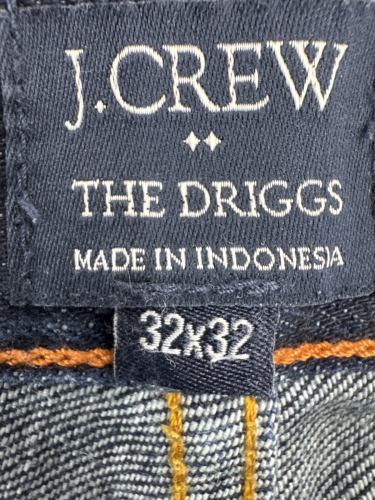 J.CREW
THE DRIGGS
MADE IN INDONESIA
32x32